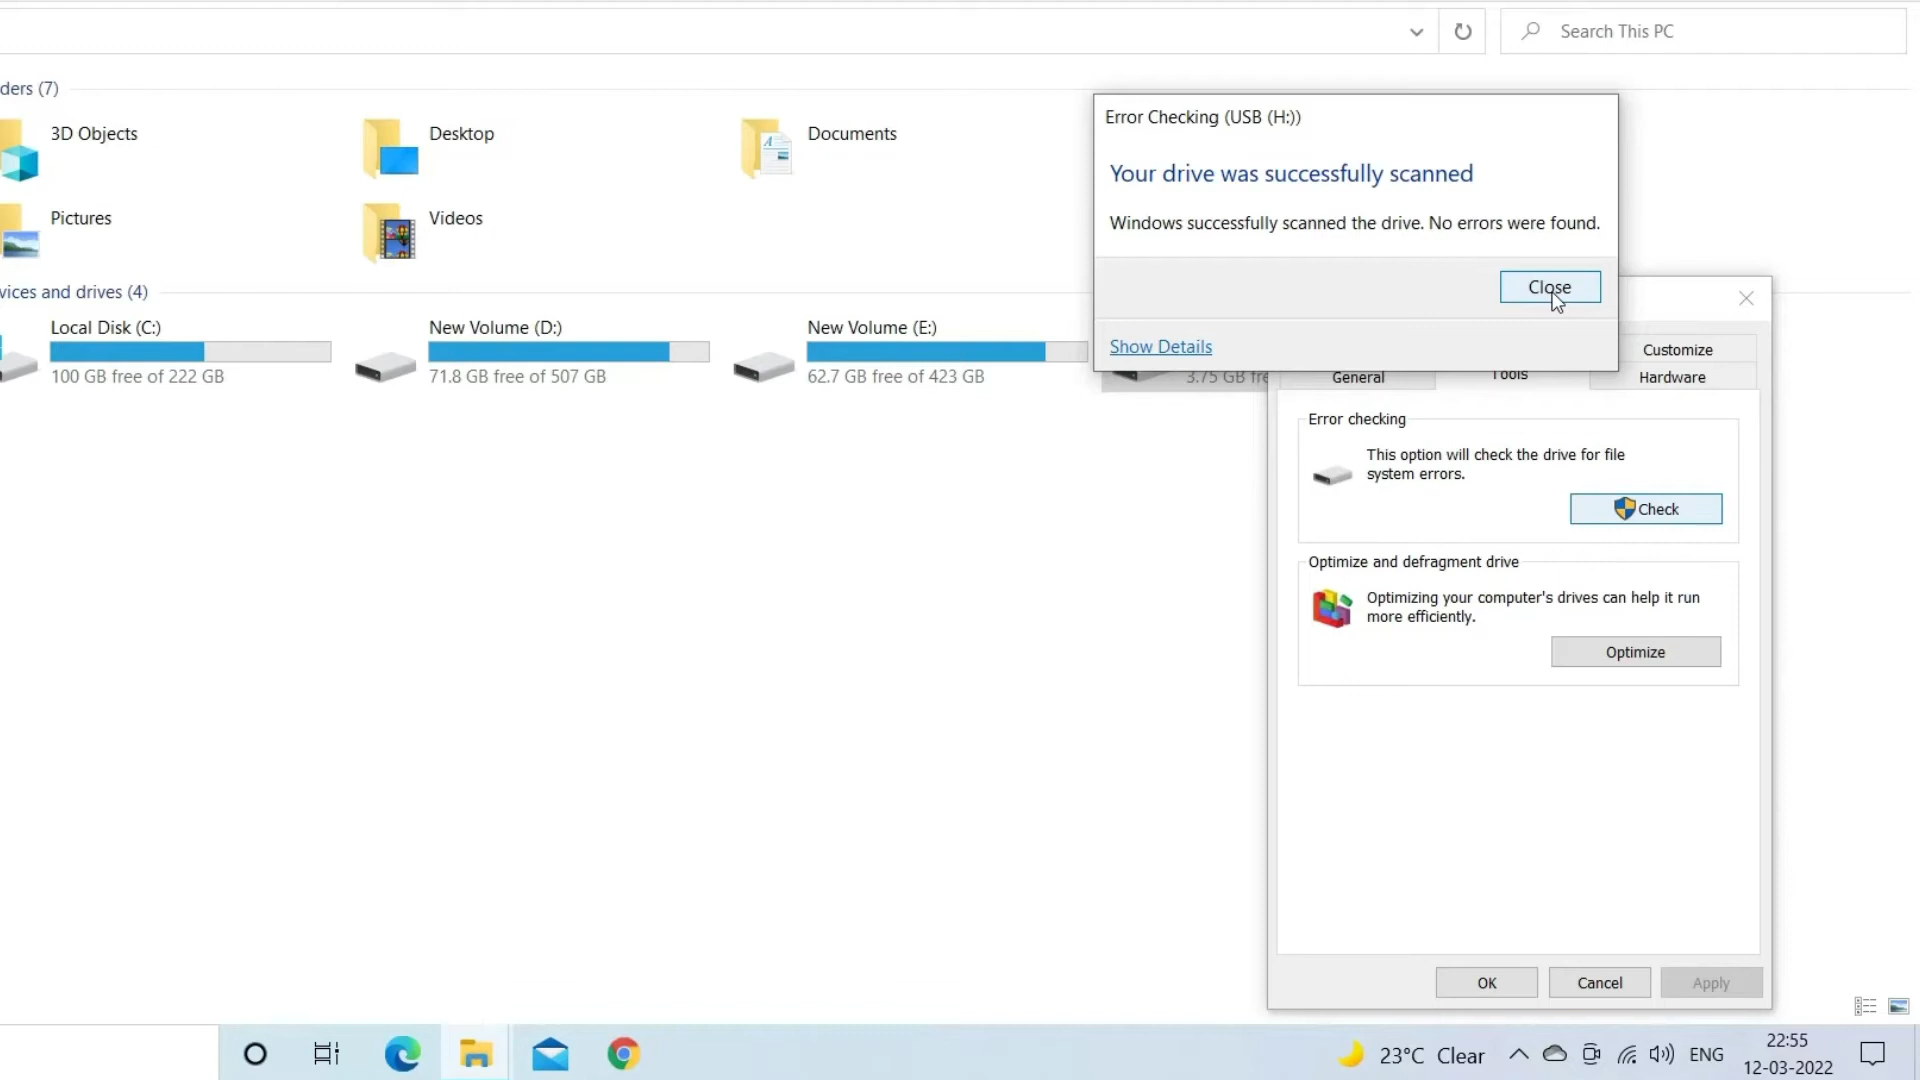 Search This PC
ders (7)
3D Objects
Desktop
Documents
Pictures
Videos
vices and drives (4)
Local Disk (C:)
100 GB free of 222 GB
New Volume (D:)
71.8 GB free of 507 GB
New Volume (E:)
62.7 GB free of 423 GB
3.75 GB fre
Error Checking (USB (H:))
Your drive was successfully scanned
Windows successfully scanned the drive. No errors were found.
Close
Show Details
Customize
General
Tools
Hardware
Error checking
This option will check the drive for file
system errors.
Check
Optimize and defragment drive
Optimizing your computer's drives can help it run
more efficiently.
Optimize
OK
Cancel
Apply
23°C Clear
ENG
22:55
12-03-2022